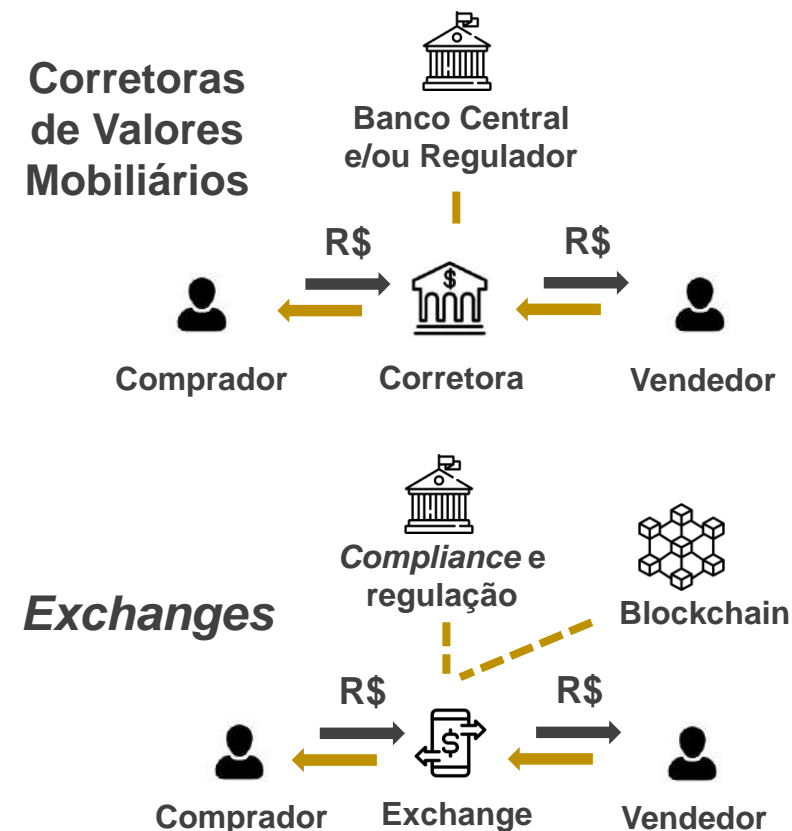 Corretoras
de Valores
Mobiliários
Banco Central
e/ou Regulador
R$
R$
$
Comprador
Corretora
Vendedor
Compliance e
regulação
Blockchain
Exchanges
R$
R$
$
Comprador
Exchange
Vendedor